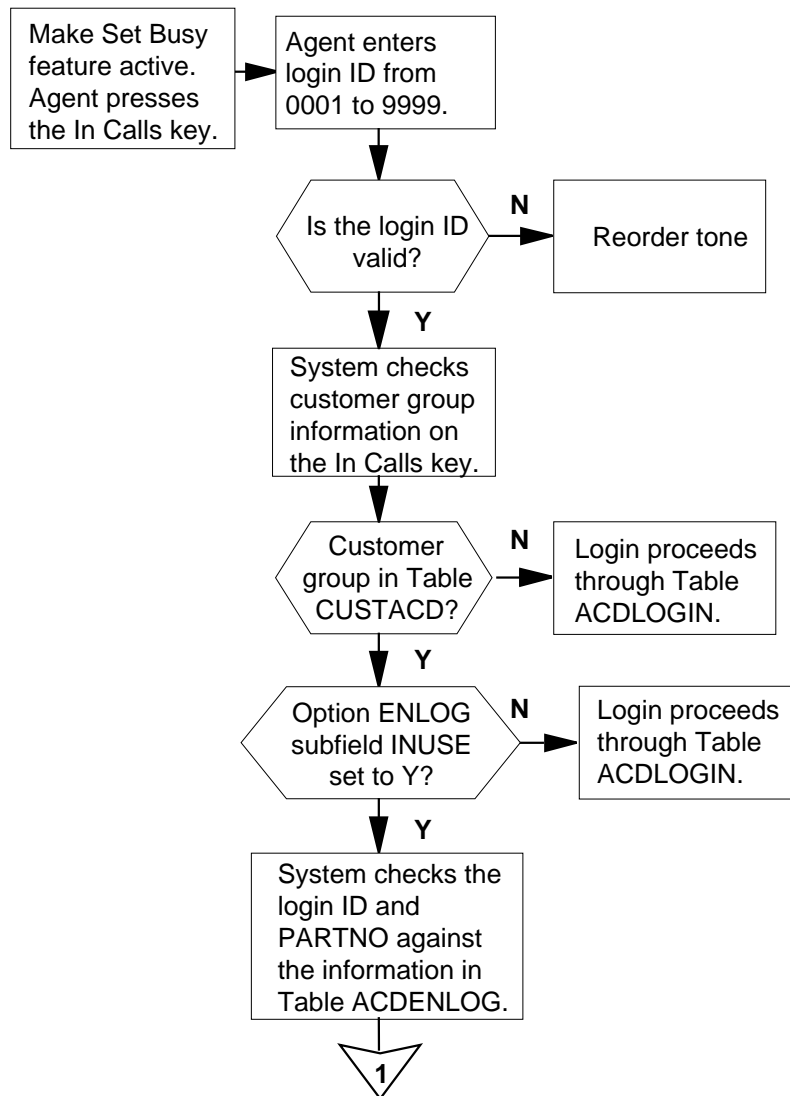 Make Set Busy
feature active.
Agent presses
the In Calls key.
Agent enters
login ID from
0001 to 9999.
Is the login ID
valid?
N
Reorder tone
Y
System checks
customer group
information on
the In Calls key.
Customer
group in Table
CUSTACD?
N
Login proceeds
through Table
ACDLOGIN.
Y
Option ENLOG
subfield INUSE
set to Y?
N
Login proceeds
through Table
ACDLOGIN.
Y
System checks the
login ID and
PARTNO against
the information in
Table ACDENLOG.
1